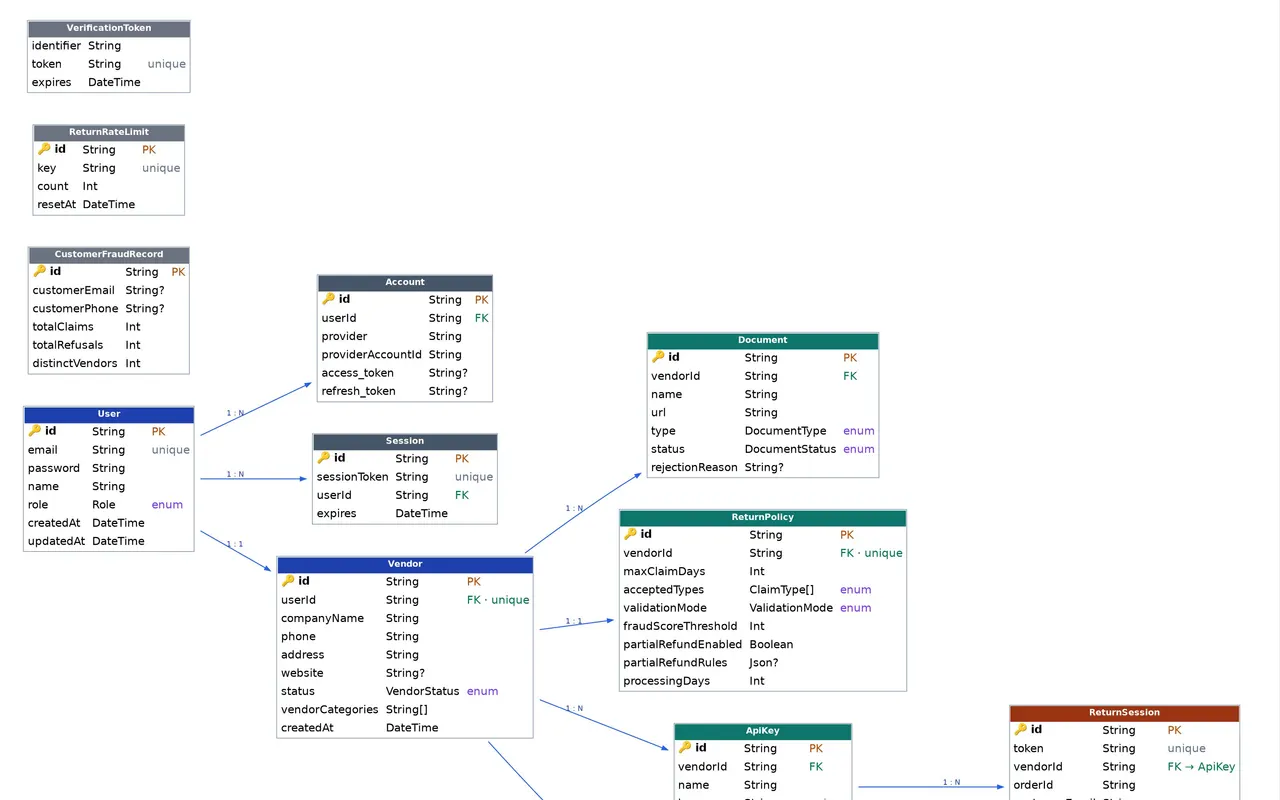 VerificationToken
identifier String
token String unique
expires DateTime
ReturnRateLimit
id String PK
key String unique
count Int
resetAt DateTime
CustomerFraudRecord
id String PK
customerEmail String?
customerPhone String?
totalClaims Int
totalRefusals Int
distinctVendors Int
User
id String PK
email String unique
password String
name String
role Role enum
createdAt DateTime
updatedAt DateTime
1 : N
1 : N
1 : 1
Account
id String PK
userId String FK
provider String
providerAccountId String
access_token String?
refresh_token String?
Session
id String PK
sessionToken String unique
userId String FK
expires DateTime
Vendor
id String PK
userId String FK · unique
companyName String
phone String
address String
website String?
status VendorStatus enum
vendorCategories String[]
createdAt DateTime
1 : N
1 : 1
1 : N
Document
id String PK
vendorId String FK
name String
url String
type DocumentType enum
status DocumentStatus enum
rejectionReason String?
ReturnPolicy
id String PK
vendorId String FK · unique
maxClaimDays Int
acceptedTypes ClaimType[] enum
validationMode ValidationMode enum
fraudScoreThreshold Int
partialRefundEnabled Boolean
partialRefundRules Json?
processingDays Int
ApiKey
id String PK
vendorId String FK
name String
1 : N
ReturnSession
id String PK
token String unique
vendorId String FK → ApiKey
orderId String